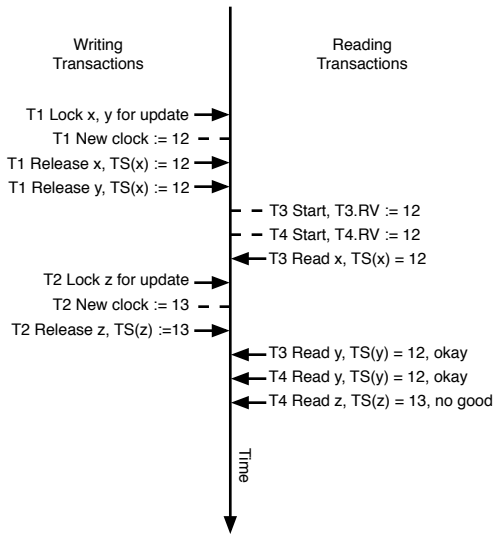 Writing
Transactions
Reading
Transactions
T1 Lock x, y for update
T1 New clock := 12
T1 Release x, TS(x) := 12
T1 Release y, TS(x) := 12
T3 Start, T3.RV := 12
T4 Start, T4.RV := 12
T3 Read x, TS(x) = 12
T2 Lock z for update
T2 New clock := 13
T2 Release z, TS(z) :=13
T3 Read y, TS(y) = 12, okay
T4 Read y, TS(y) = 12, okay
T4 Read z, TS(z) = 13, no good
Time